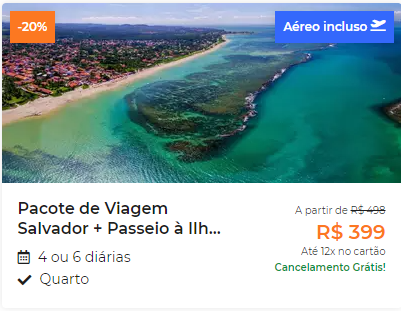 -20%
Aéreo incluso
Pacote de Viagem
Salvador + Passeio à Ilh...
4 ou 6 diárias
Quarto
A partir de R$ 498
R$ 399
Até 12x no cartão
Cancelamento Grátis!